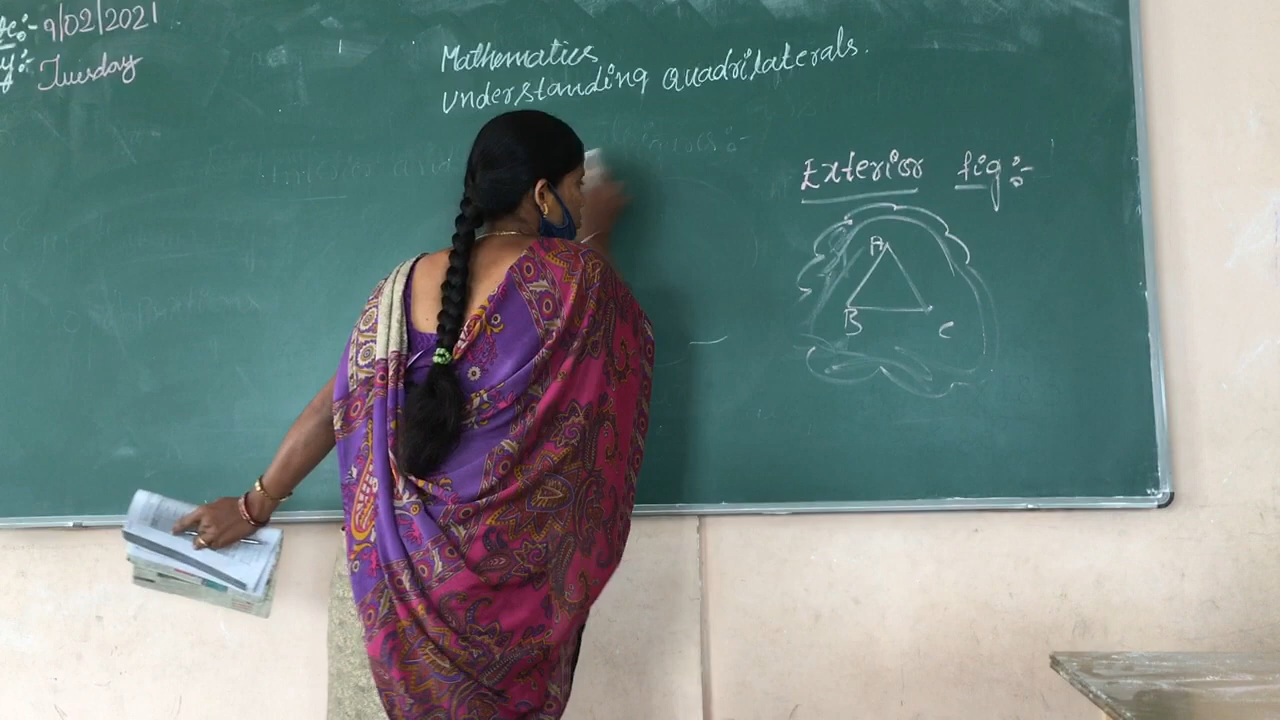 9/02/2021
Tuesday
Mathematics
Understanding quadrilaterals.
Exterior fig:-
A
B
C